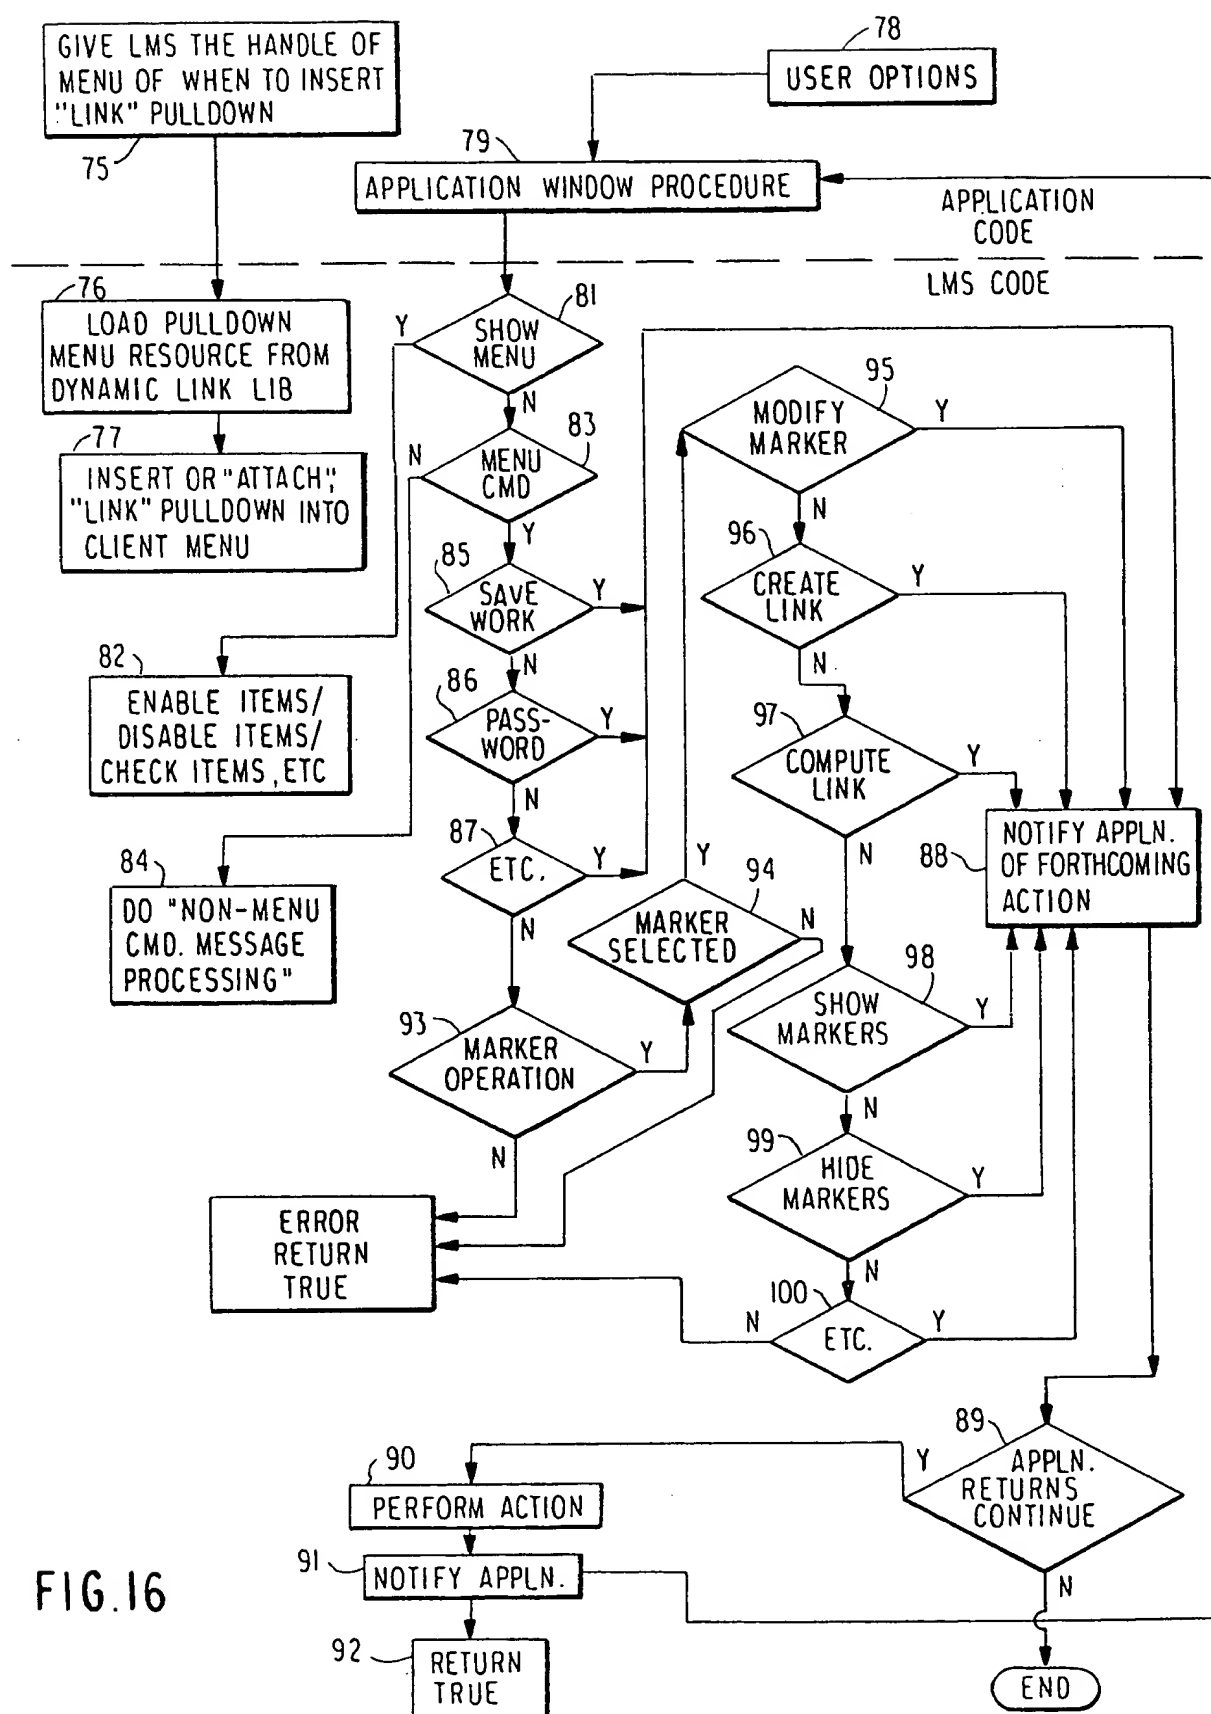 GIVE LMS THE HANDLE OF
MENU OF WHEN TO INSERT
"LINK" PULLDOWN
75
78
USER OPTIONS
79
APPLICATION WINDOW PROCEDURE
APPLICATION
CODE
LMS CODE
76
LOAD PULLDOWN
MENU RESOURCE FROM
DYNAMIC LINK LIB
77
INSERT OR "ATTACH",
"LINK" PULLDOWN INTO
CLIENT MENU
81
Y
SHOW
MENU
N
83
N
MENU
CMD
Y
85
SAVE
WORK
Y
N
82
ENABLE ITEMS/
DISABLE ITEMS/
CHECK ITEMS, ETC
86
PASS-
WORD
Y
N
87
ETC.
Y
N
84
DO "NON-MENU
CMD. MESSAGE
PROCESSING"
93
MARKER
OPERATION
Y
N
94
Y
MARKER
SELECTED
N
95
MODIFY
MARKER
Y
N
96
CREATE
LINK
Y
N
97
COMPUTE
LINK
Y
N
88
NOTIFY APPLN.
OF FORTHCOMING
ACTION
98
SHOW
MARKERS
Y
N
99
HIDE
MARKERS
Y
N
100
ETC.
N
Y
ERROR
RETURN
TRUE
89
APPLN.
RETURNS
CONTINUE
Y
N
90
PERFORM ACTION
91
NOTIFY APPLN.
92
RETURN
TRUE
END
FIG.16